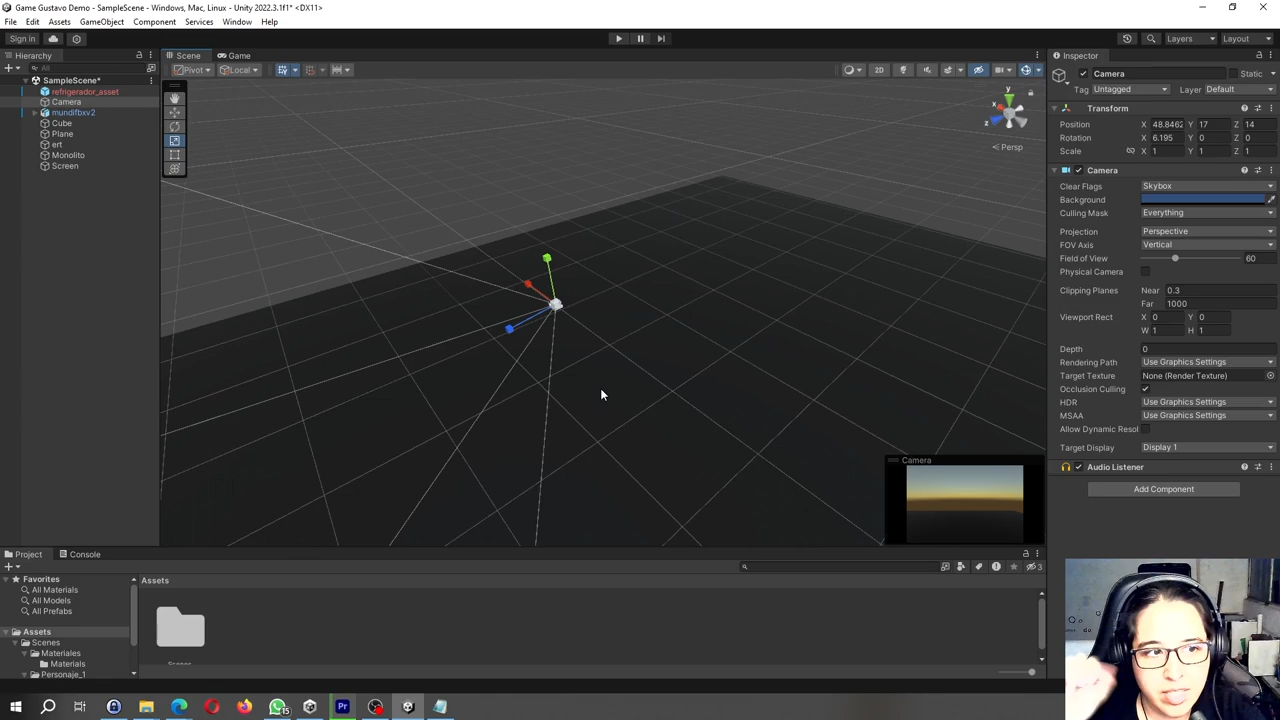 Game Gustavo Demo - SampleScene - Windows, Mac, Linux - Unity 2022.3.1f1* <DX11>
File Edit Assets GameObject Component Services Window Help
Sign in
Layers
Layout
Hierarchy
All
SampleScene*
refrigerador_asset
Camera
mundifbxv2
Cube
Plane
ert
Monolito
Screen
Scene
Game
Pivot
Local
2D
y
x
z
Persp
Camera
Inspector
Camera
Static
Tag Untagged Layer Default
Transform
Position X 48.8462 Y 17 Z 14
Rotation X 6.195 Y 0 Z 0
Scale X 1 Y 1 Z 1
Camera
Clear Flags Skybox
Background
Culling Mask Everything
Projection Perspective
FOV Axis Vertical
Field of View 60
Physical Camera
Clipping Planes Near 0.3
Far 1000
Viewport Rect X 0 Y 0
W 1 H 1
Depth 0
Rendering Path Use Graphics Settings
Target Texture None (Render Texture)
Occlusion Culling
HDR Use Graphics Settings
MSAA Use Graphics Settings
Allow Dynamic Resol
Target Display Display 1
Audio Listener
Add Component
Project
Console
3
Favorites
All Materials
All Models
All Prefabs
Assets
Scenes
Materiales
Materials
Personaje_1
Assets
Scenes
15
Pr